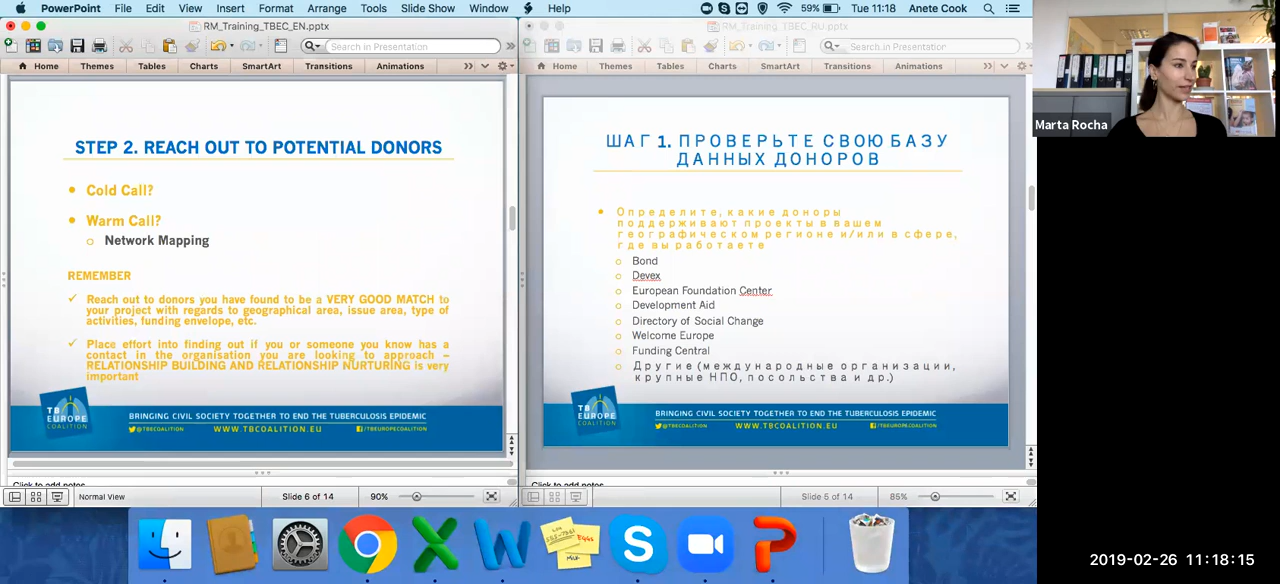 PowerPoint File Edit View Insert Format Arrange Tools Slide Show Window Help 59% Tue 11:18 Anete Cook
RM_Training_TBEC_EN.pptx
Search in Presentation
Home Themes Tables Charts SmartArt Transitions Animations
STEP 2. REACH OUT TO POTENTIAL DONORS
Cold Call?
Warm Call?
Network Mapping
REMEMBER
Reach out to donors you have found to be a VERY GOOD MATCH to
your project with regards to geographical area, issue area, type of
activities, funding envelope, etc.
Place effort into finding out if you or someone you know has a
contact in the organisation you are looking to approach –
RELATIONSHIP BUILDING AND RELATIONSHIP NURTURING is very
important
TB
EUROPE
COALITION
BRINGING CIVIL SOCIETY TOGETHER TO END THE TUBERCULOSIS EPIDEMIC
@TBECOALITION WWW.TBCOALITION.EU /TBEUROPECOALITION
Click to add notes
Normal View Slide 6 of 14 90%
RM_Training_TBEC_RU.pptx
Search in Presentation
Home Themes Tables Charts SmartArt Transitions Animations
ШАГ 1. ПРОВЕРЬТЕ СВОЮ БАЗУ
ДАННЫХ ДОНОРОВ
Определите, какие доноры
поддерживают проекты в вашем
географическом регионе и/или в сфере,
где вы работаете
Bond
Devex
European Foundation Center
Development Aid
Directory of Social Change
Welcome Europe
Funding Central
Другие (международные организации,
крупные НПО, посольства и др.)
TB
EUROPE
COALITION
BRINGING CIVIL SOCIETY TOGETHER TO END THE TUBERCULOSIS EPIDEMIC
@TBECOALITION WWW.TBCOALITION.EU /TBEUROPECOALITION
Click to add notes
Slide 5 of 14 85%
Marta Rocha
EGGS
MILK
2019-02-26 11:18:15